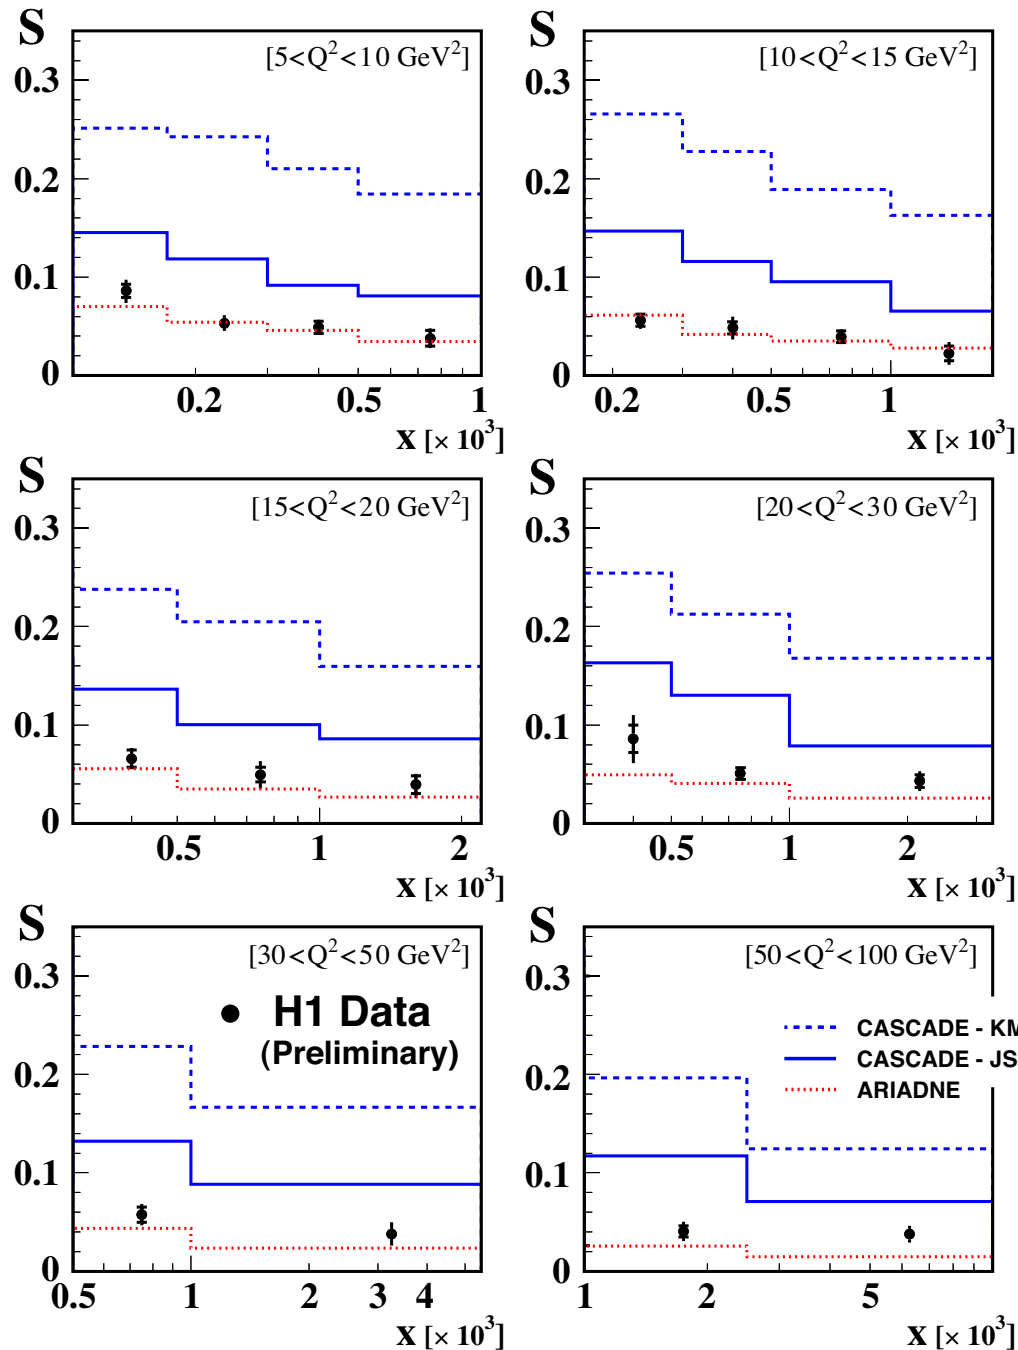 S
[5<Q²<10 GeV²]
0.3
0.2
0.1
0
0.2 0.5 1
x [× 10³]
S
[10<Q²<15 GeV²]
0.3
0.2
0.1
0
0.2 0.5 1
x [× 10³]
S
[15<Q²<20 GeV²]
0.3
0.2
0.1
0
0.5 1 2
x [× 10³]
S
[20<Q²<30 GeV²]
0.3
0.2
0.1
0
0.5 1 2
x [× 10³]
S
[30<Q²<50 GeV²]
0.3
H1 Data
(Preliminary)
0.2
0.1
0
0.5 1 2 3 4
x [× 10³]
S
[50<Q²<100 GeV²]
0.3
CASCADE - KM
CASCADE - JS
ARIADNE
0.2
0.1
0
1 2 5
x [× 10³]